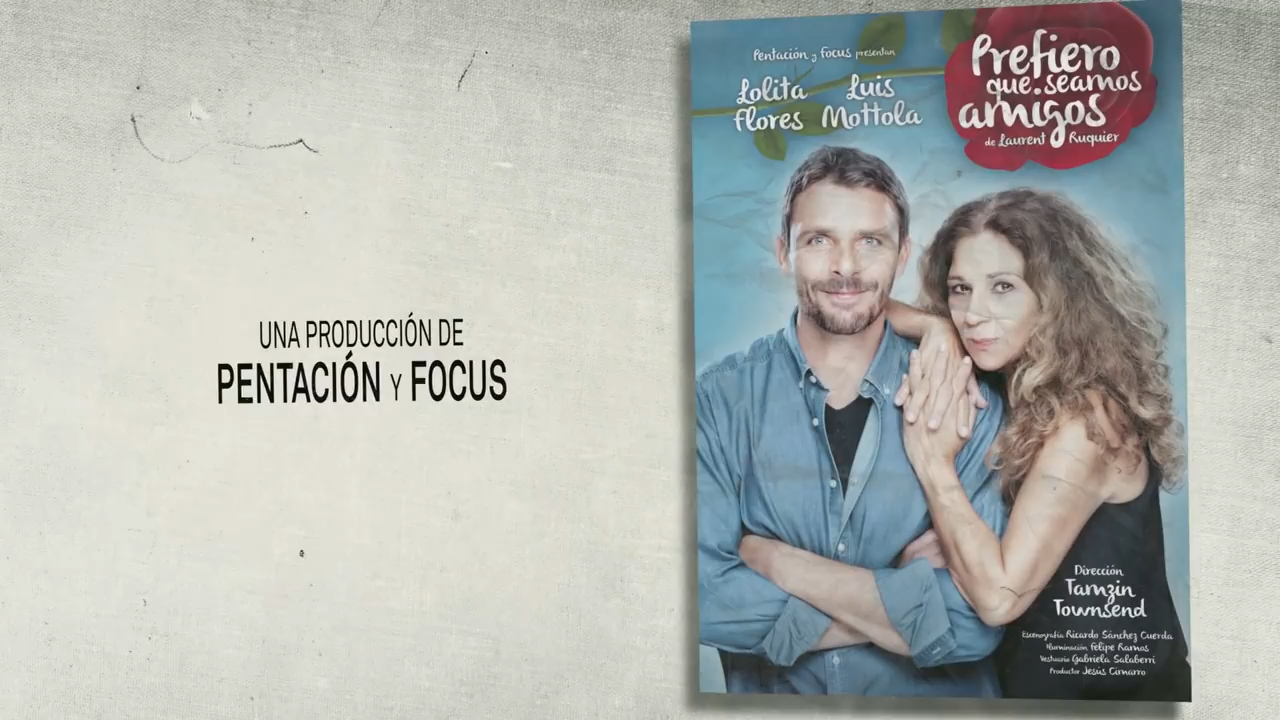 UNA PRODUCCIÓN DE
PENTACIÓN Y FOCUS
Pentación y Focus presentan
Lolita Flores
Luis Mottola
Prefiero
que seamos
amigos
de Laurent Ruquier
Dirección
Tamzin
Townsend
Escenografía Ricardo Sánchez Cuerda
Iluminación Felipe Ramos
Vestuario Gabriela Salaberri
Productor Jesús Cimarro